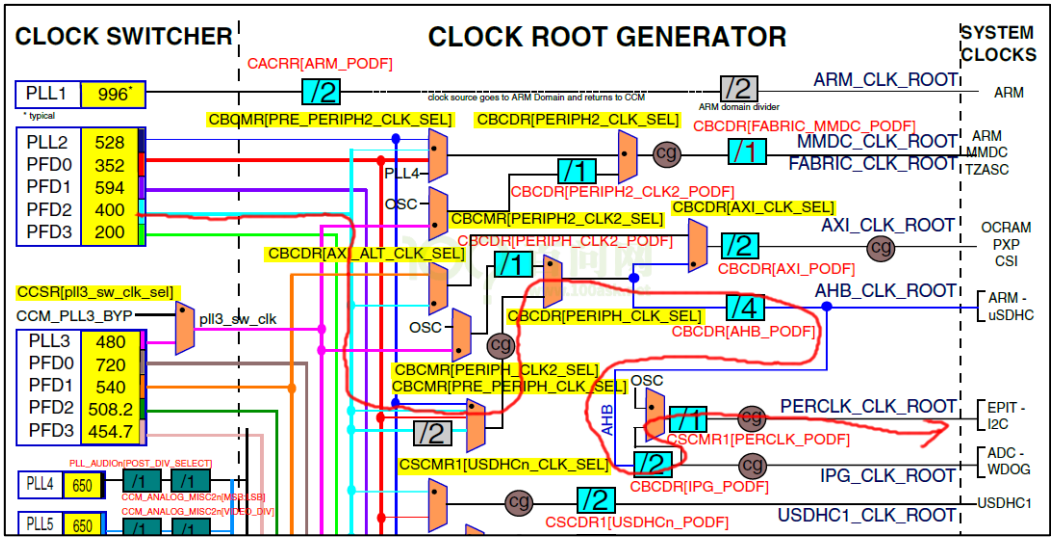 CLOCK SWITCHER
CLOCK ROOT GENERATOR
SYSTEM
CLOCKS
CACRR[ARM_PODF]
PLL1 996*
* typical
/2
clock source goes to ARM Domain and returns to CCM
/2
ARM domain divider
ARM_CLK_ROOT
ARM
CBCMR[PRE_PERIPH2_CLK_SEL]
CBCDR[PERIPH2_CLK_SEL]
CBCDR[FABRIC_MMDC_PODF]
PLL2 528
PFD0 352
PFD1 594
PFD2 400
PFD3 200
PLL4
cg
/1
MMDC_CLK_ROOT
FABRIC_CLK_ROOT
ARM
MMDC
TZASC
/1
CBCDR[PERIPH2_CLK2_PODF]
OSC
CBCMR[PERIPH2_CLK2_SEL]
CBCDR[AXI_CLK_SEL]
CBCDR[PERIPH_CLK2_PODF]
AXI_CLK_ROOT
OCRAM
PXP
CSI
CBCDR[AXI_ALT_CLK_SEL]
/1
/2
cg
CBCDR[AXI_PODF]
CCSR[pll3_sw_clk_sel]
CCM_PLL3_BYP
pll3_sw_clk
AHB_CLK_ROOT
ARM -
uSDHC
/4
CBCDR[PERIPH_CLK_SEL]
CBCDR[AHB_PODF]
OSC
cg
PLL3 480
PFD0 720
PFD1 540
PFD2 508.2
PFD3 454.7
CBCMR[PERIPH_CLK2_SEL]
CBCMR[PRE_PERIPH_CLK_SEL]
/2
AHB
OSC
/1
cg
PERCLK_CLK_ROOT
EPIT -
I2C
CSCMR1[PERCLK_PODF]
CSCMR1[USDHCn_CLK_SEL]
/2
cg
CBCDR[IPG_PODF]
IPG_CLK_ROOT
ADC -
WDOG
PLL_AUDIOn[POST_DIV_SELECT]
PLL4 650
/1
/1
CCM_ANALOG_MISC2n[MSB:LSB]
CCM_ANALOG_MISC2n[VIDEO_DIV]
PLL5 650
/1
/1
cg
/2
USDHC1
CSCDR1[USDHCn_PODF]
USDHC1_CLK_ROOT